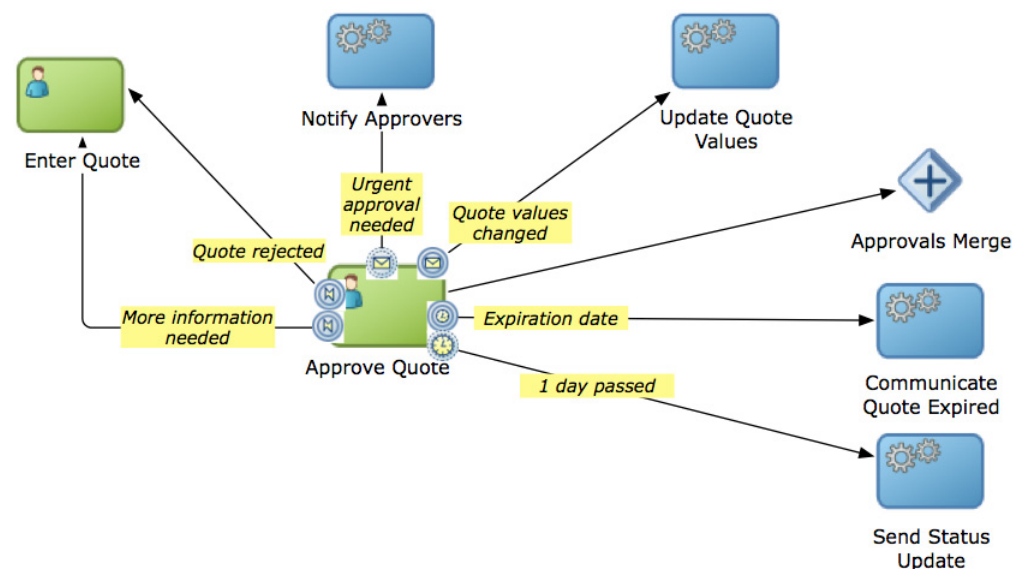 Notify Approvers
Update Quote
Values
Enter Quote
Urgent
approval
needed
Quote values
changed
Quote rejected
Approvals Merge
More information
needed
Expiration date
Approve Quote
1 day passed
Communicate
Quote Expired
Send Status
Update